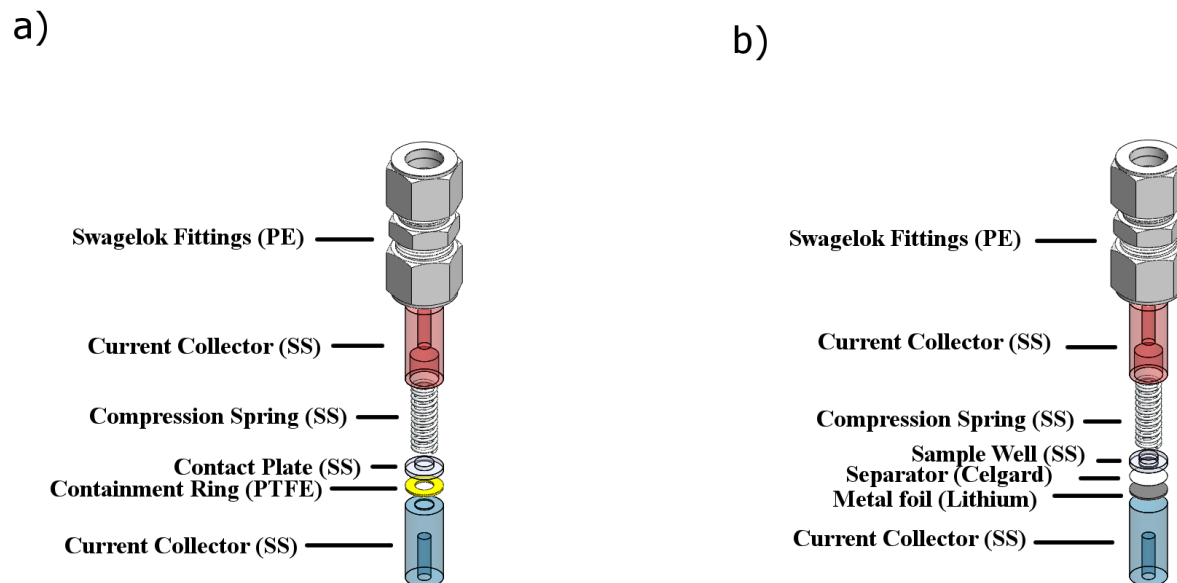 a)
Swagelok Fittings (PE)
Current Collector (SS)
Compression Spring (SS)
Contact Plate (SS)
Containment Ring (PTFE)
Current Collector (SS)
b)
Swagelok Fittings (PE)
Current Collector (SS)
Compression Spring (SS)
Sample Well (SS)
Separator (Celgard)
Metal foil (Lithium)
Current Collector (SS)